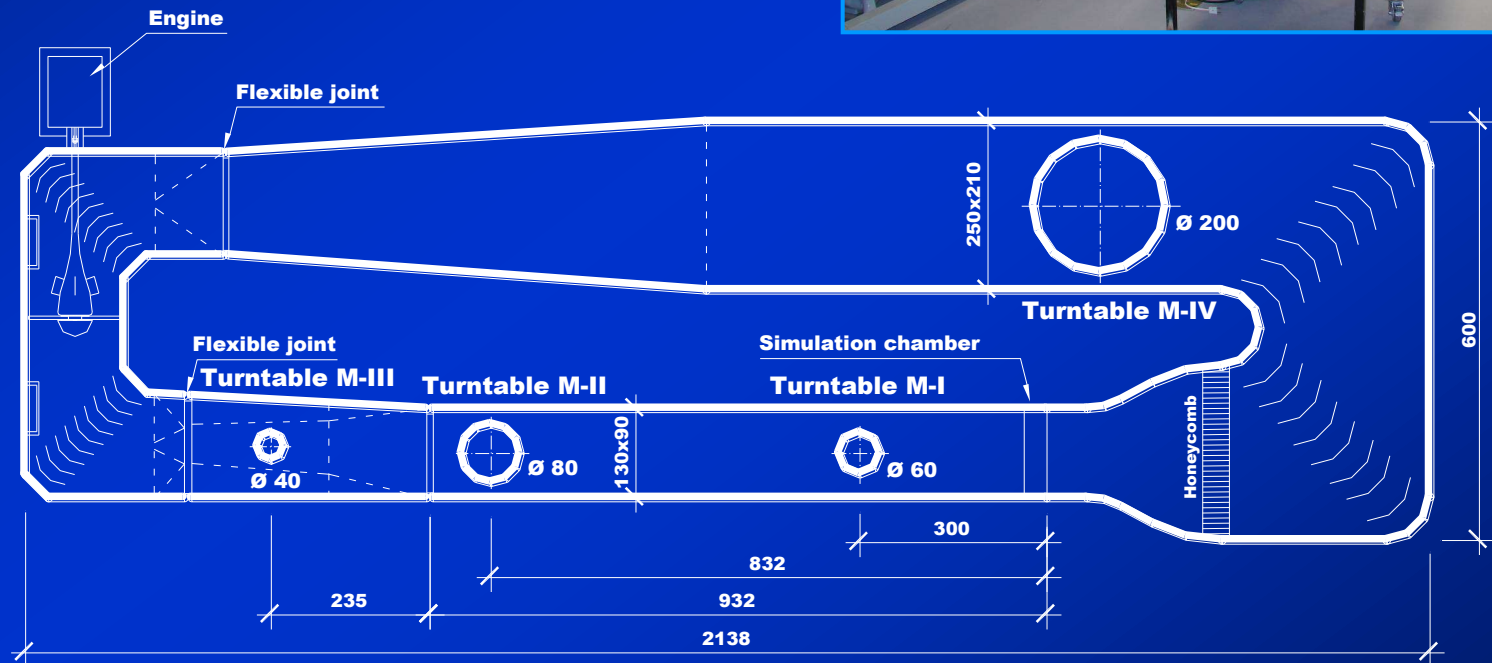 Engine
Flexible joint
250x210
Ø 200
Turntable M-IV
600
Flexible joint
Simulation chamber
Turntable M-III
Turntable M-II
Turntable M-I
130x90
Honeycomb
Ø 40
Ø 80
Ø 60
300
832
235
932
2138